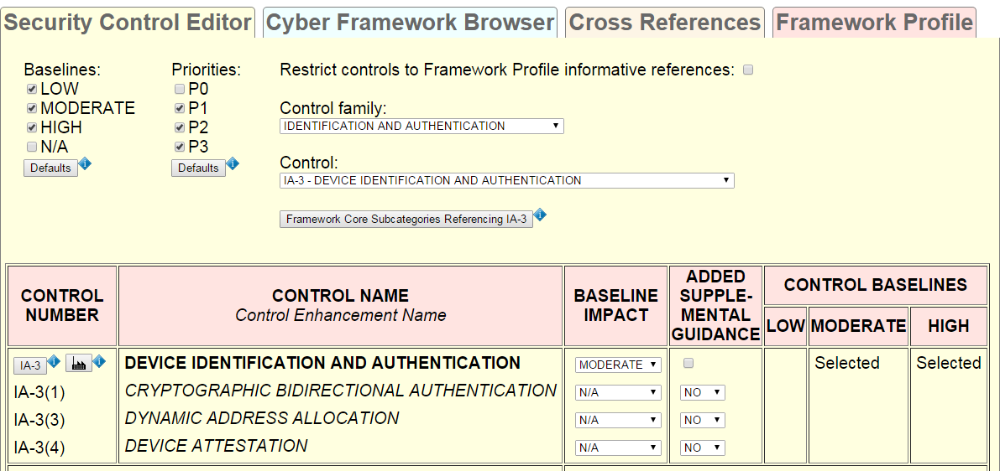 Security Control Editor Cyber Framework Browser Cross References Framework Profile
Baselines: Priorities: Restrict controls to Framework Profile informative references:
LOW P0
MODERATE P1 Control family:
HIGH P2 IDENTIFICATION AND AUTHENTICATION
N/A P3
Defaults i Defaults i Control:
IA-3 - DEVICE IDENTIFICATION AND AUTHENTICATION
Framework Core Subcategories Referencing IA-3 i
CONTROL NUMBER
CONTROL NAME
Control Enhancement Name
BASELINE IMPACT
ADDED SUPPLE-
MENTAL
GUIDANCE
CONTROL BASELINES
LOW MODERATE HIGH
IA-3 i i DEVICE IDENTIFICATION AND AUTHENTICATION MODERATE Selected Selected
IA-3(1) CRYPTOGRAPHIC BIDIRECTIONAL AUTHENTICATION N/A NO
IA-3(3) DYNAMIC ADDRESS ALLOCATION N/A NO
IA-3(4) DEVICE ATTESTATION N/A NO